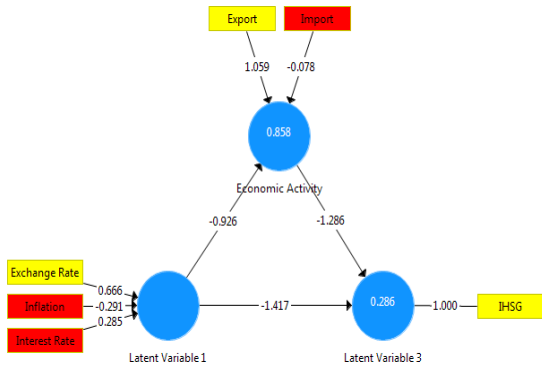 Export
Import
1.059
-0.078
0.858
Economic Activity
-0.926
-1.286
Exchange Rate
0.666
Inflation
-0.291
0.285
Interest Rate
-1.417
0.286
1.000
IHSG
Latent Variable 1
Latent Variable 3